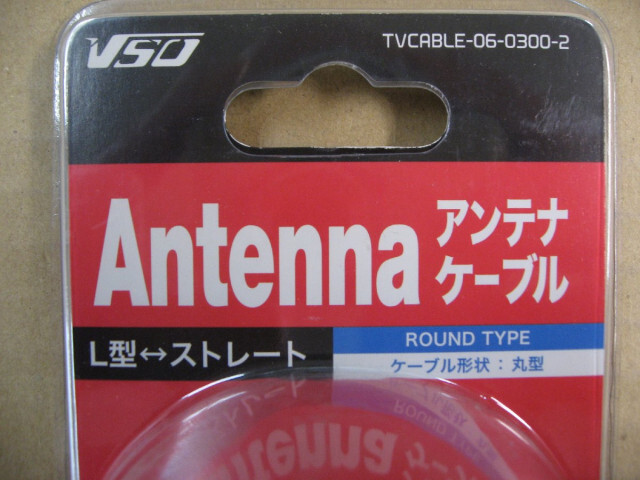 VSO
TVCABLE-06-0300-2
Antenna
アンテナ
ケーブル
L型↔ストレート
ROUND TYPE
ケーブル形状：丸型